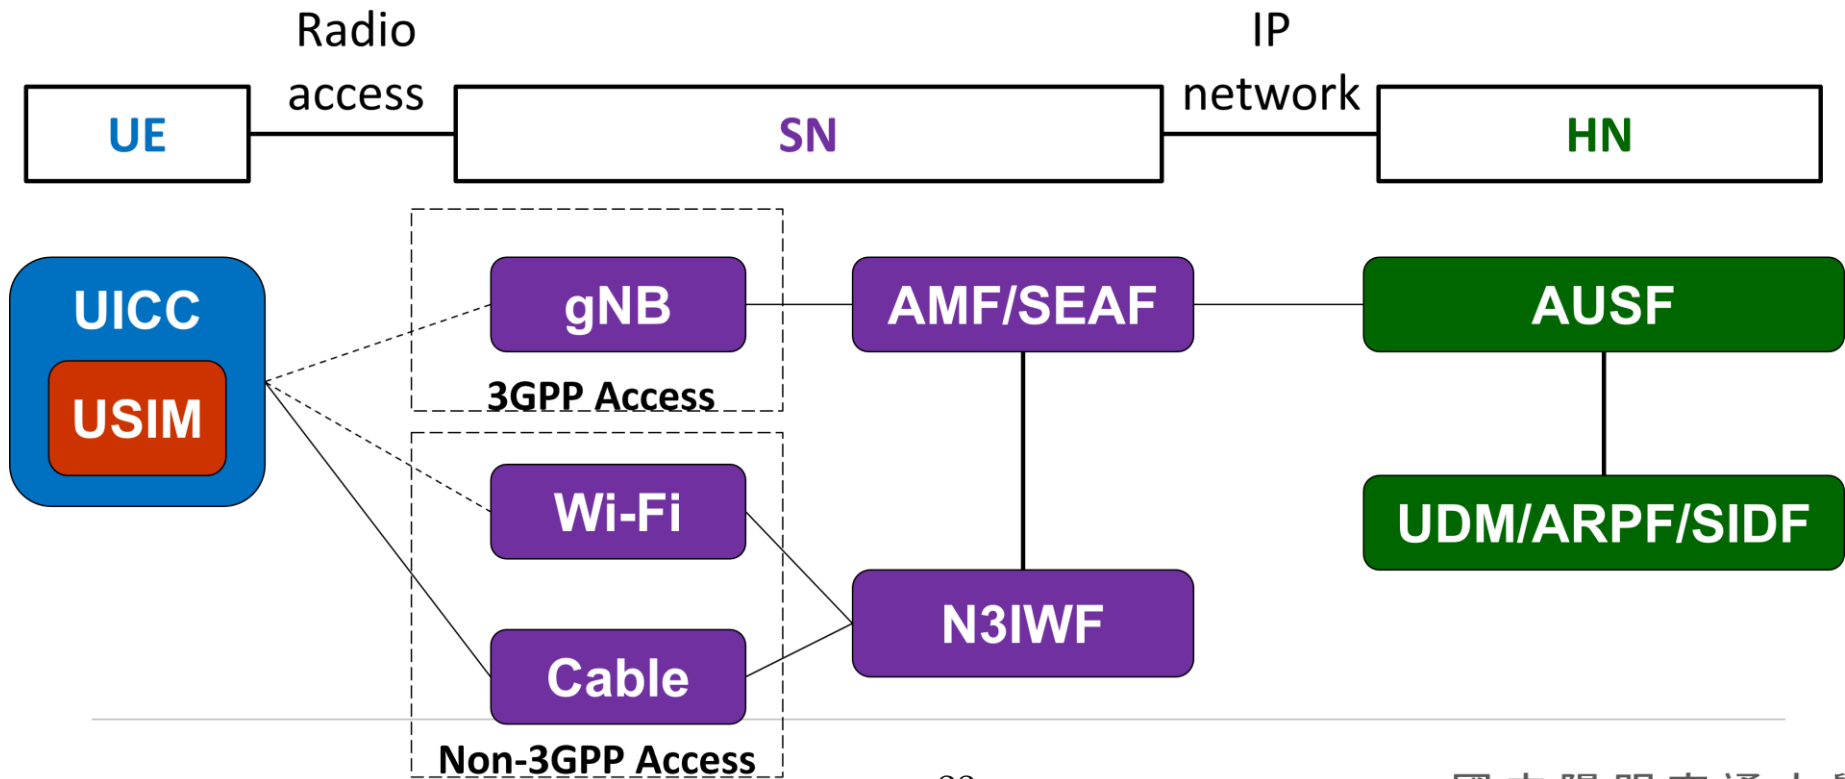 Radio
access
IP
network
UE
SN
HN
UICC
USIM
gNB
3GPP Access
AMF/SEAF
AUSF
Wi-Fi
Cable
Non-3GPP Access
N3IWF
UDM/ARPF/SIDF